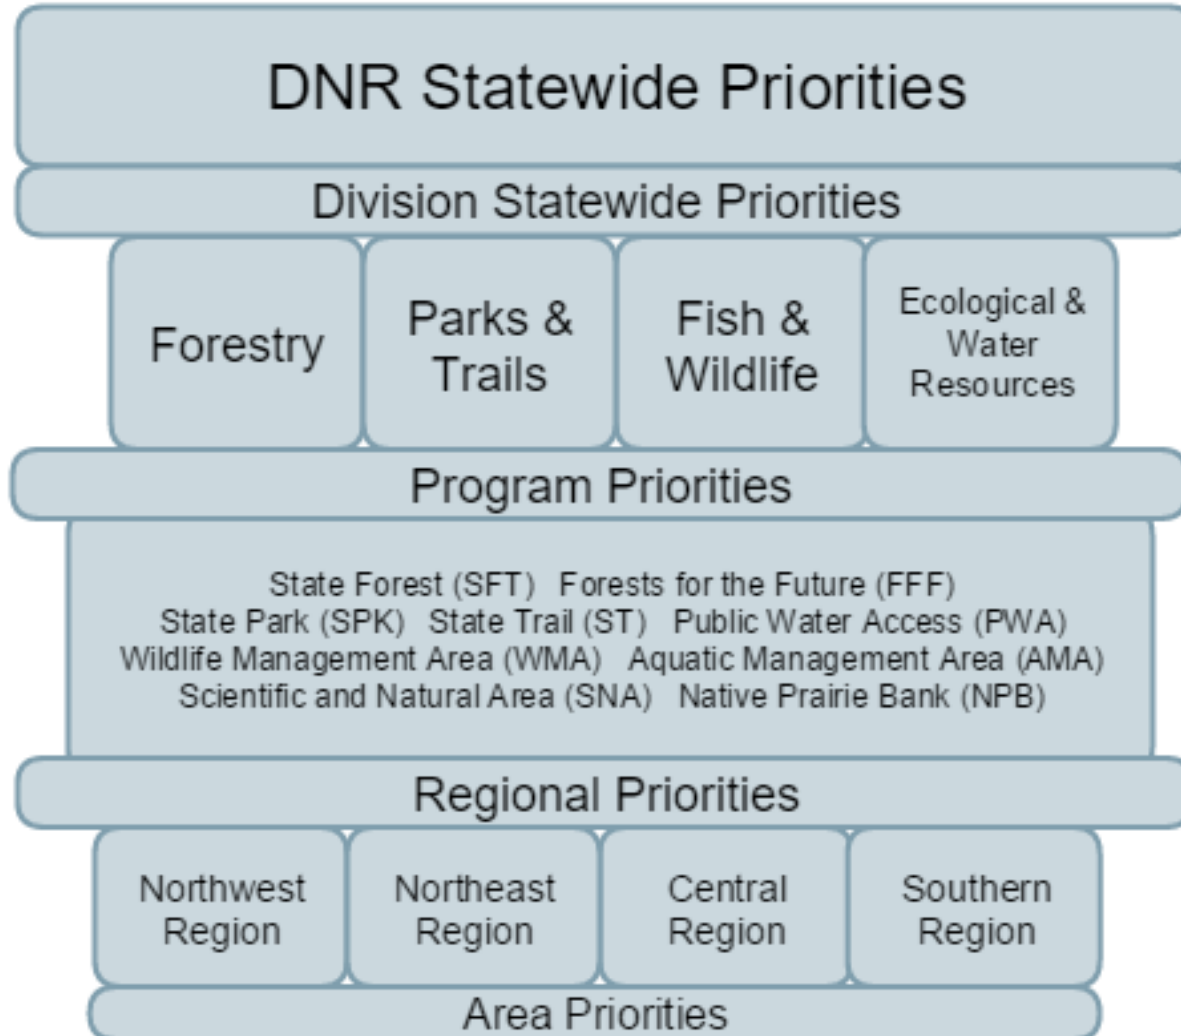 DNR Statewide Priorities
Division Statewide Priorities
Forestry
Parks &
Trails
Fish &
Wildlife
Ecological &
Water
Resources
Program Priorities
State Forest (SFT) Forests for the Future (FFF)
State Park (SPK) State Trail (ST) Public Water Access (PWA)
Wildlife Management Area (WMA) Aquatic Management Area (AMA)
Scientific and Natural Area (SNA) Native Prairie Bank (NPB)
Regional Priorities
Northwest
Region
Northeast
Region
Central
Region
Southern
Region
Area Priorities